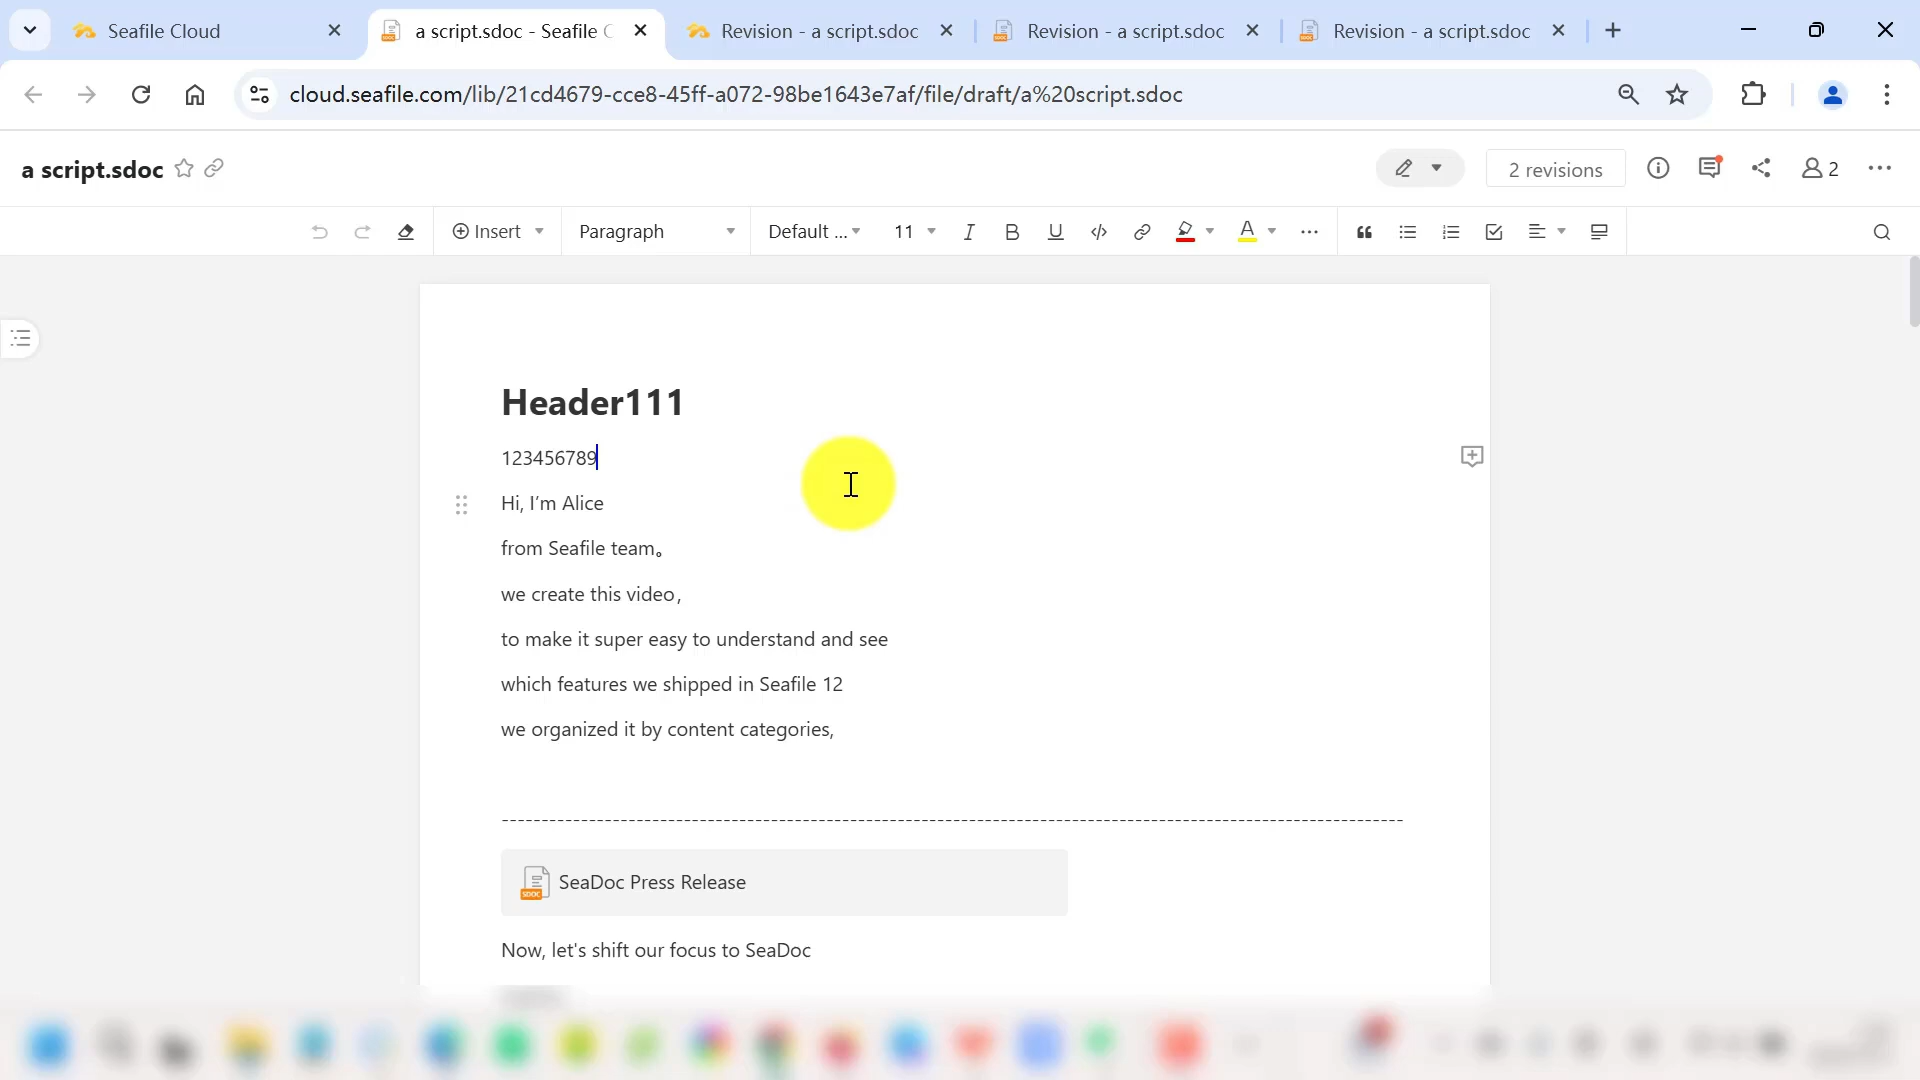 Seafile Cloud
a script.sdoc - Seafile C
Revision - a script.sdoc
Revision - a script.sdoc
Revision - a script.sdoc
cloud.seafile.com/lib/21cd4679-cce8-45ff-a072-98be1643e7af/file/draft/a%20script.sdoc
a script.sdoc
2 revisions
2
Insert
Paragraph
Default ...
11
Header111
123456789
Hi, I'm Alice
from Seafile team。
we create this video，
to make it super easy to understand and see
which features we shipped in Seafile 12
we organized it by content categories,
------------------------------------------------------------------------------------------------------
SDOC
SeaDoc Press Release
Now, let's shift our focus to SeaDoc